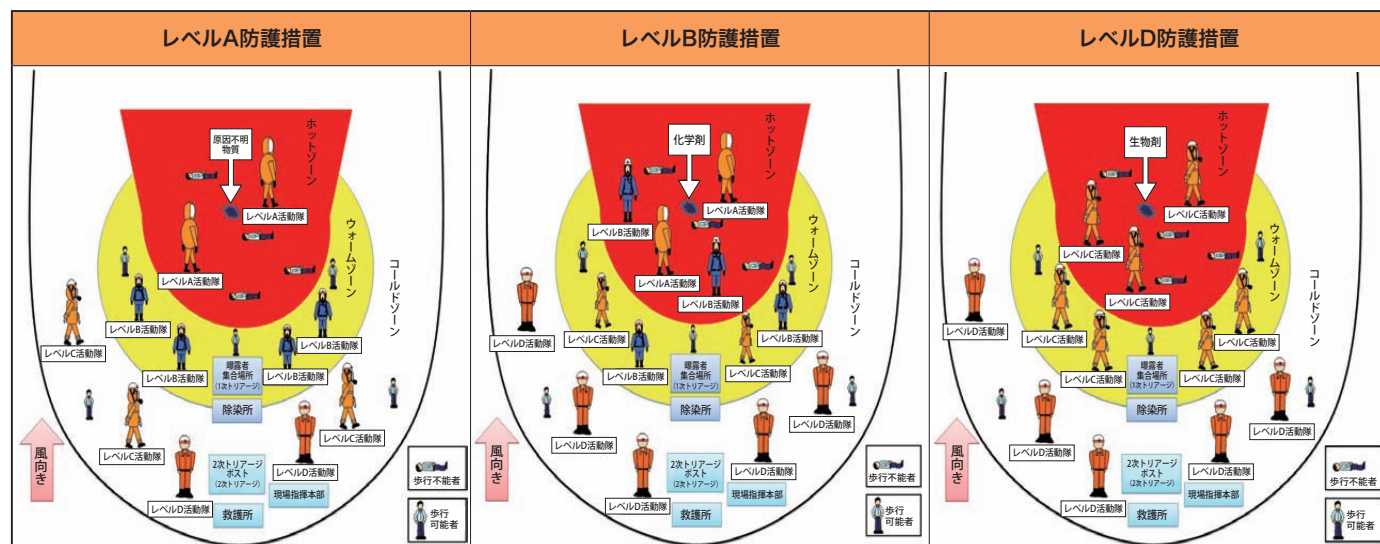 レベルA防護措置
ホットゾーン
原因不明
物質
レベルA活動隊
ウォームゾーン
コールドゾーン
レベルA活動隊
レベルB活動隊
レベルB活動隊
レベルC活動隊
レベルB活動隊
レベルB活動隊
曝露者
集合場所
(1次トリアージ)
除染所
レベルC活動隊
レベルC活動隊
風向き
レベルD活動隊
2次トリアージ
ポスト
(2次トリアージ)
現場指揮本部
レベルD活動隊
救護所
歩行不能者
歩行
可能者
レベルB防護措置
ホットゾーン
化学剤
レベルA活動隊
レベルB活動隊
ウォームゾーン
コールドゾーン
レベルA活動隊
レベルB活動隊
レベルC活動隊
レベルB活動隊
レベルD活動隊
レベルB活動隊
レベルC活動隊
曝露者
集合場所
(1次トリアージ)
除染所
レベルD活動隊
レベルD活動隊
風向き
レベルD活動隊
2次トリアージ
ポスト
(2次トリアージ)
現場指揮本部
レベルD活動隊
救護所
歩行不能者
歩行
可能者
レベルD防護措置
ホットゾーン
生物剤
レベルC活動隊
レベルC活動隊
ウォームゾーン
コールドゾーン
レベルC活動隊
レベルD活動隊
レベルC活動隊
レベルC活動隊
レベルC活動隊
レベルC活動隊
曝露者
集合場所
(1次トリアージ)
除染所
レベルD活動隊
レベルD活動隊
風向き
レベルD活動隊
2次トリアージ
ポスト
(2次トリアージ)
現場指揮本部
レベルD活動隊
救護所
歩行不能者
歩行
可能者